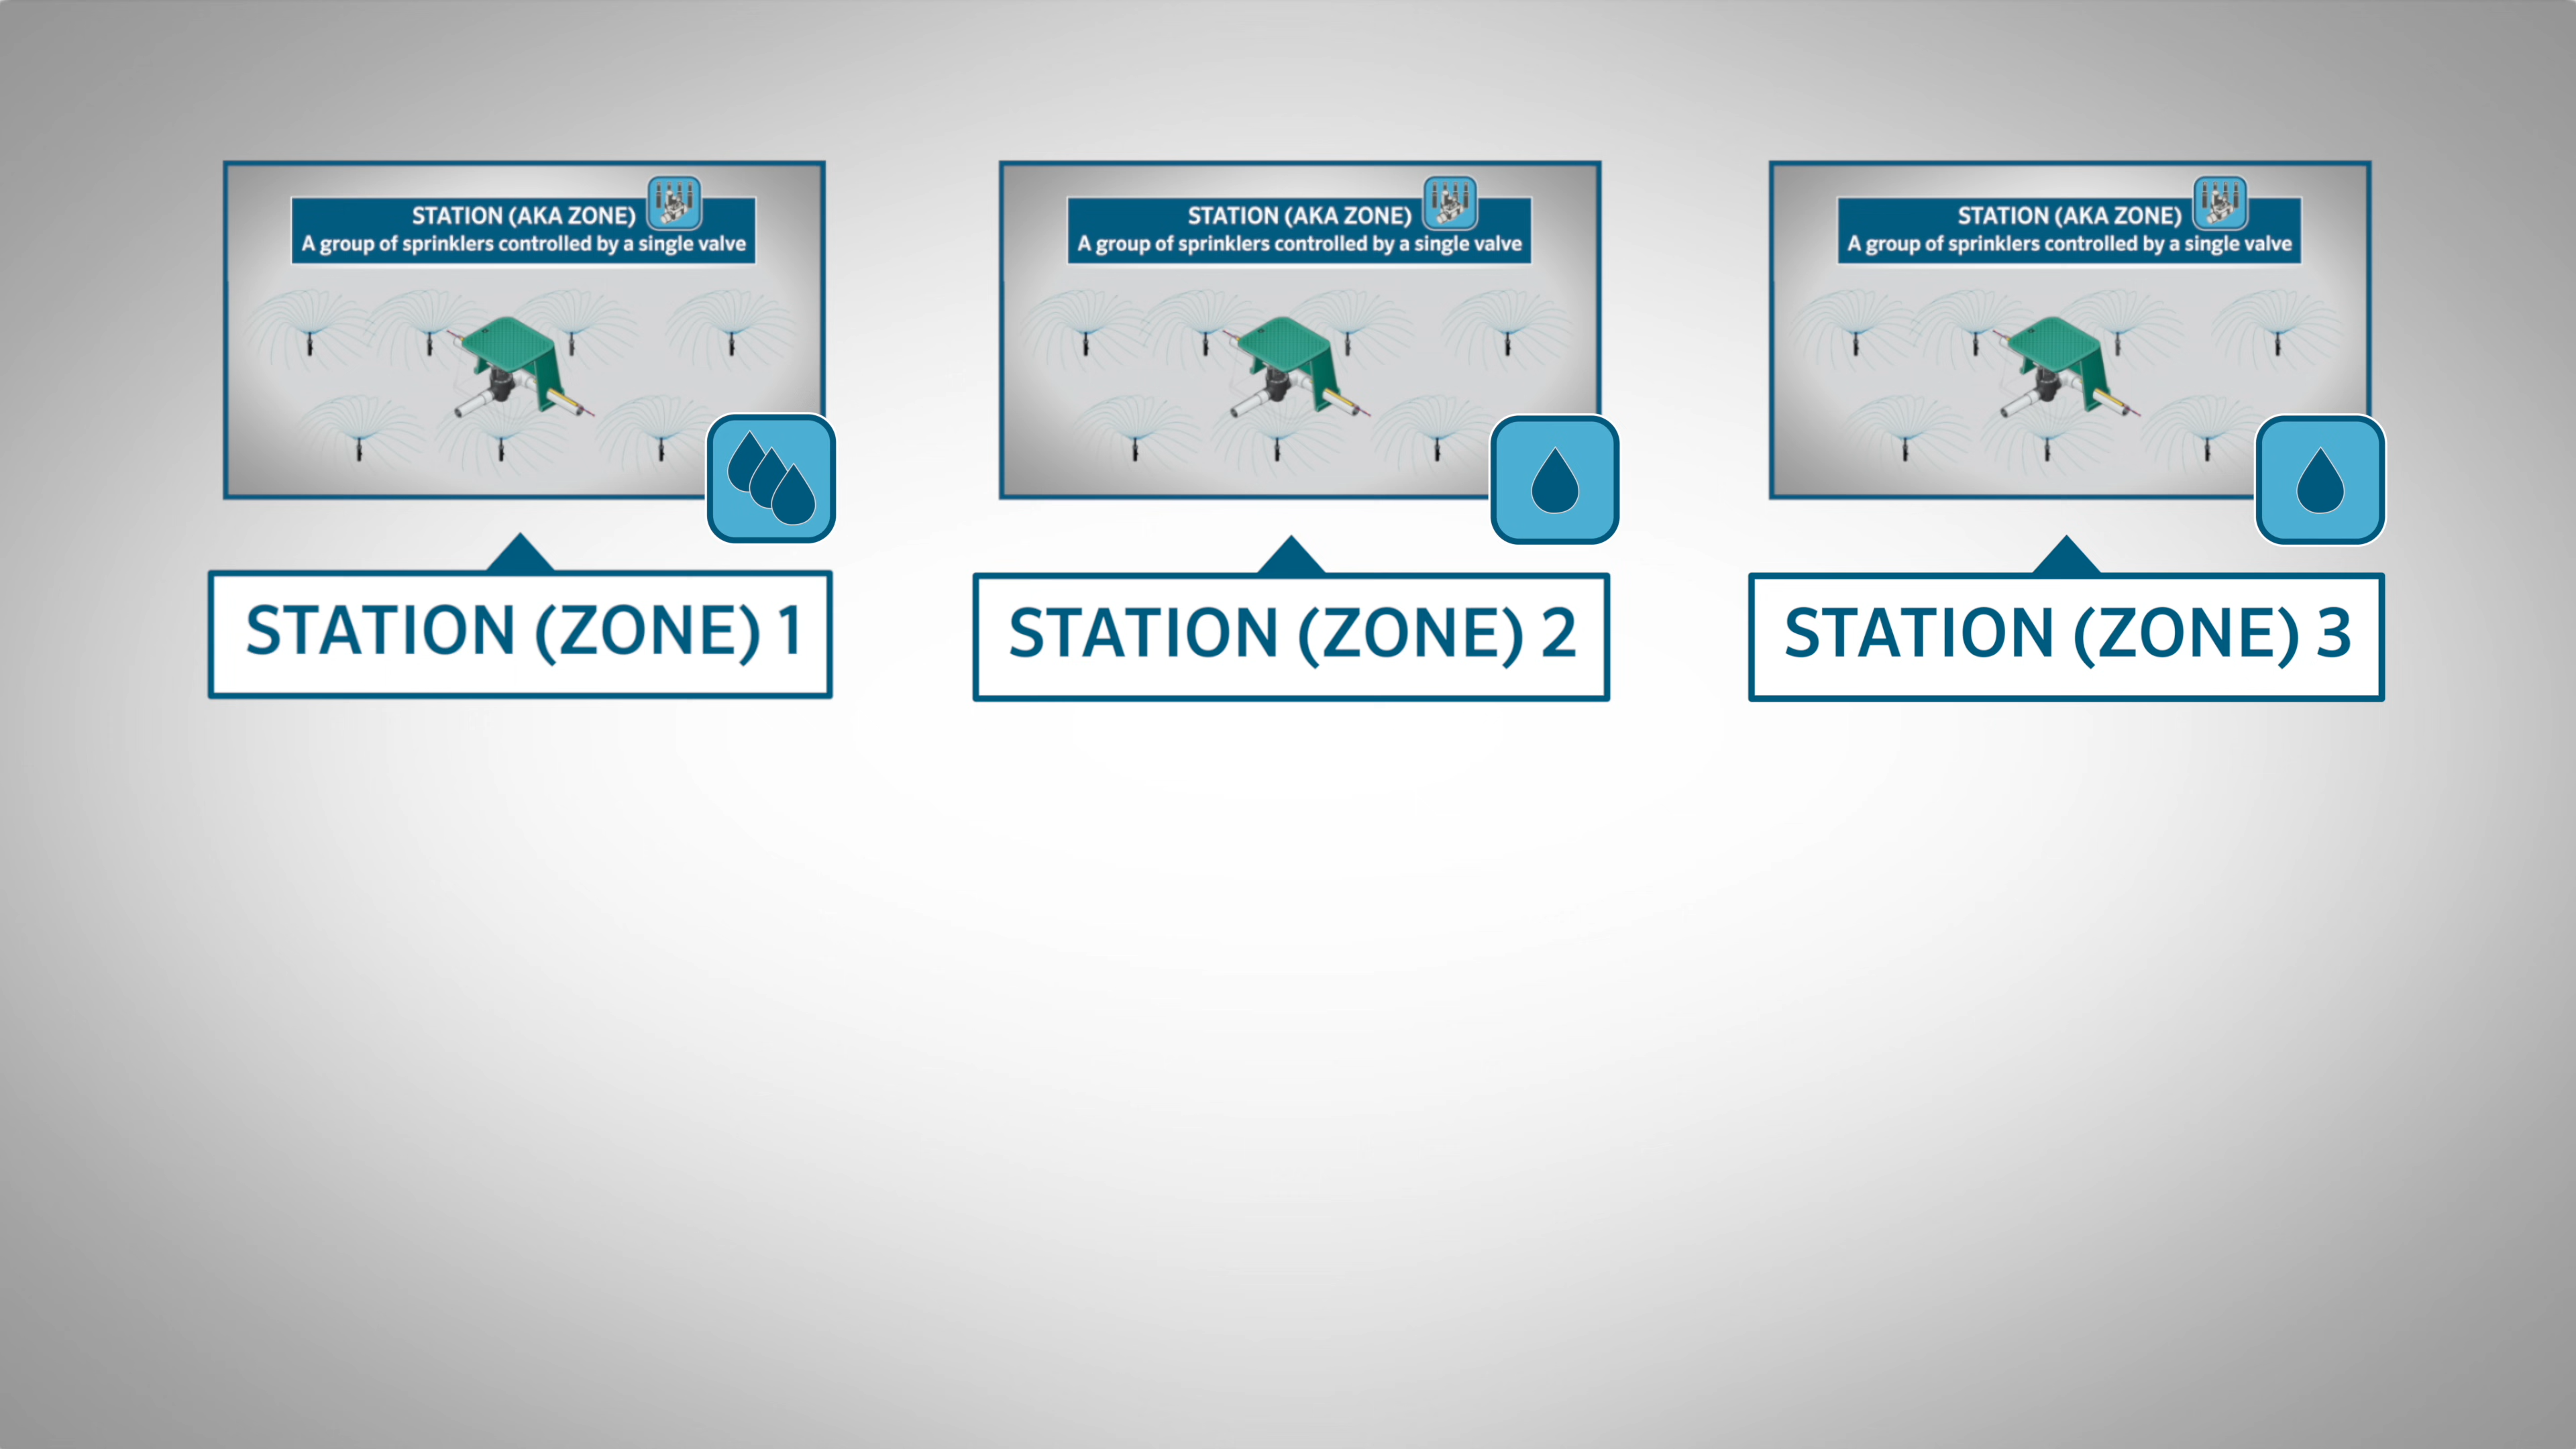 STATION (AKA ZONE)
A group of sprinklers controlled by a single valve
STATION (ZONE) 1
STATION (AKA ZONE)
A group of sprinklers controlled by a single valve
STATION (ZONE) 2
STATION (AKA ZONE)
A group of sprinklers controlled by a single valve
STATION (ZONE) 3